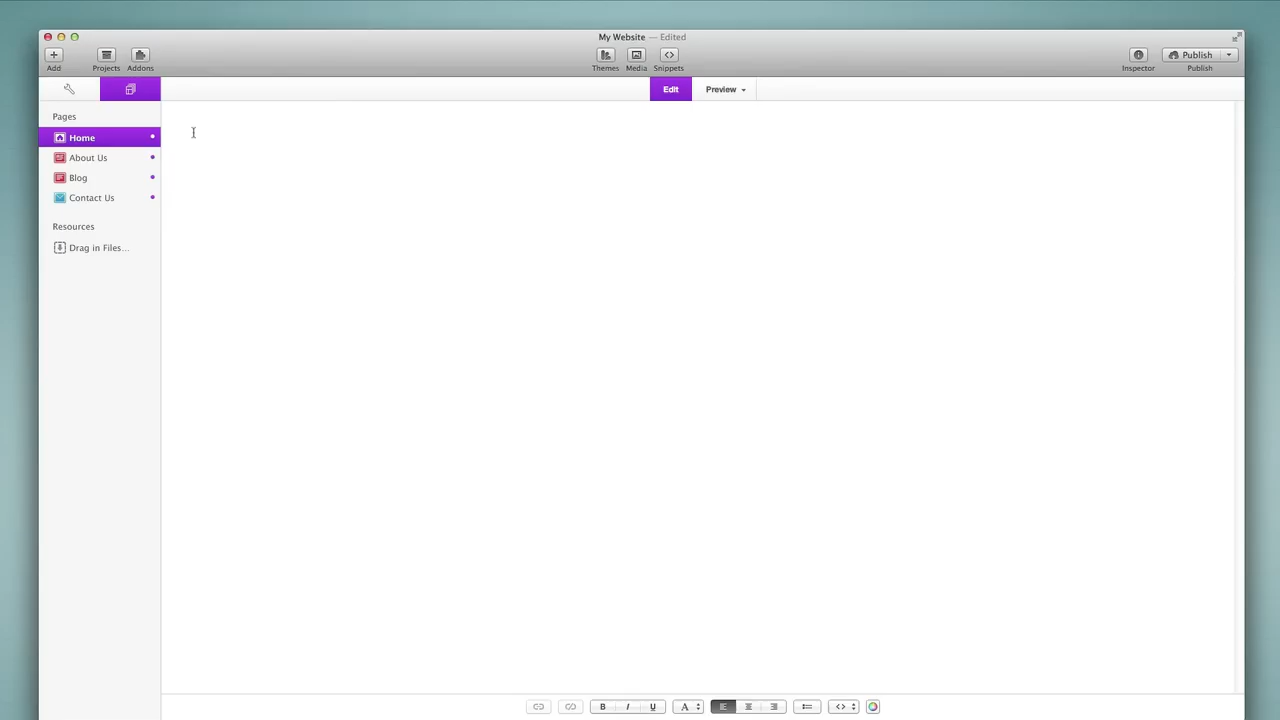 My Website — Edited
Add
Projects
Addons
Themes
Media
Snippets
Inspector
Publish
Publish
Edit
Preview
Pages
Home
About Us
Blog
Contact Us
Resources
Drag in Files...
B I U A